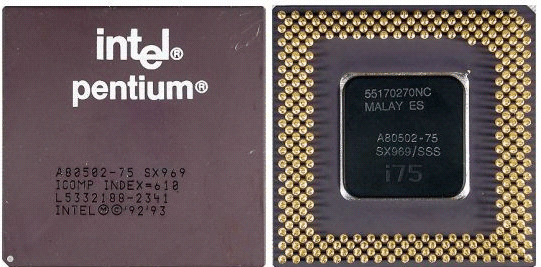 intel®
pentium®
A80502-75 SX969
ICOMP INDEX=610
L5332188-2341
INTEL Ⓜ © '92 '93
55170270NC
MALAY ES
A80502-75
SX969/SSS
i75